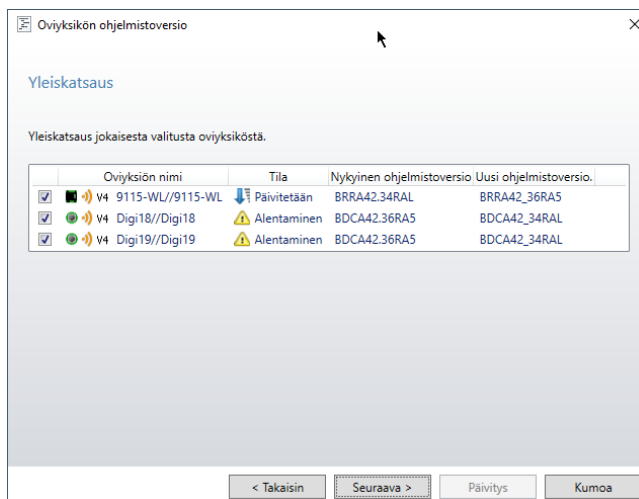 Oviyksikön ohjelmistoversio
Yleiskatsaus
Yleiskatsaus jokaisesta valitusta oviyksiköstä.
Oviyksiön nimi Tila Nykyinen ohjelmistoversio Uusi ohjelmistoversio.
V4 9115-WL//9115-WL Päivitetään BRRA42.34RAL BRRA42_36RA5
V4 Digi18//Digi18 Alentaminen BDCA42.36RA5 BDCA42_34RAL
V4 Digi19//Digi19 Alentaminen BDCA42.36RA5 BDCA42_34RAL
< Takaisin Seuraava > Päivitys Kumoa